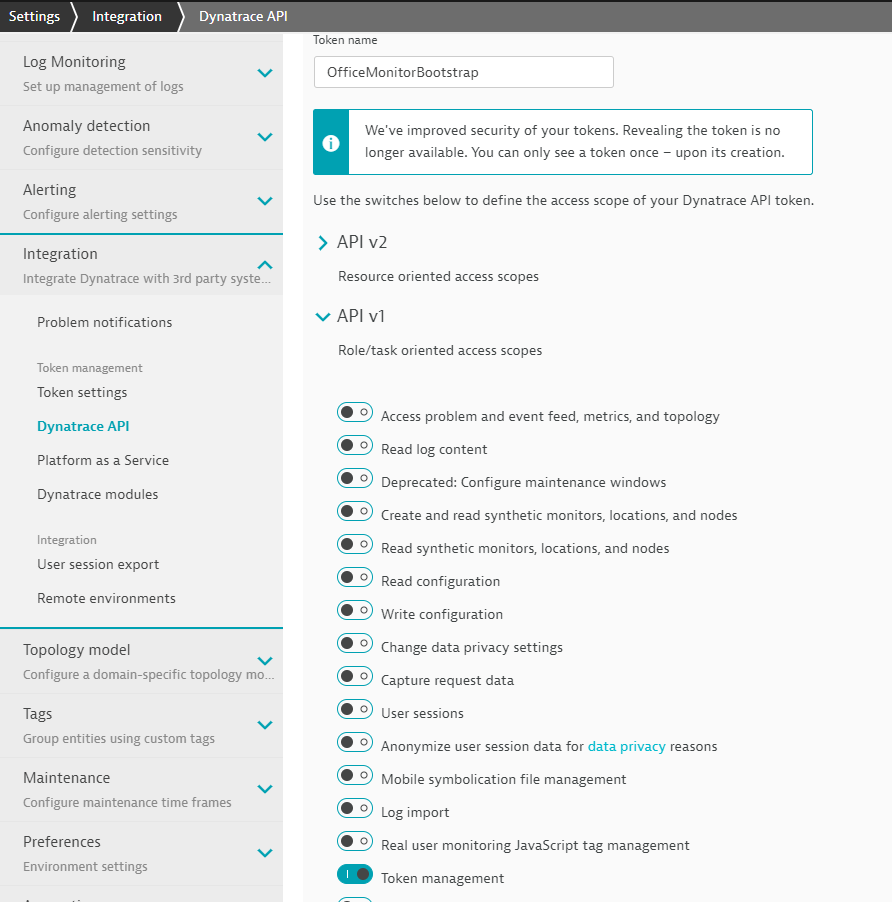 Settings
Integration
Dynatrace API
Log Monitoring
Set up management of logs
Anomaly detection
Configure detection sensitivity
Alerting
Configure alerting settings
Integration
Integrate Dynatrace with 3rd party syste...
Problem notifications
Token management
Token settings
Dynatrace API
Platform as a Service
Dynatrace modules
Integration
User session export
Remote environments
Topology model
Configure a domain-specific topology mo...
Tags
Group entities using custom tags
Maintenance
Configure maintenance time frames
Preferences
Environment settings
Token name
OfficeMonitorBootstrap
We've improved security of your tokens. Revealing the token is no
longer available. You can only see a token once – upon its creation.
Use the switches below to define the access scope of your Dynatrace API token.
API v2
Resource oriented access scopes
API v1
Role/task oriented access scopes
Access problem and event feed, metrics, and topology
Read log content
Deprecated: Configure maintenance windows
Create and read synthetic monitors, locations, and nodes
Read synthetic monitors, locations, and nodes
Read configuration
Write configuration
Change data privacy settings
Capture request data
User sessions
Anonymize user session data for data privacy reasons
Mobile symbolication file management
Log import
Real user monitoring JavaScript tag management
Token management